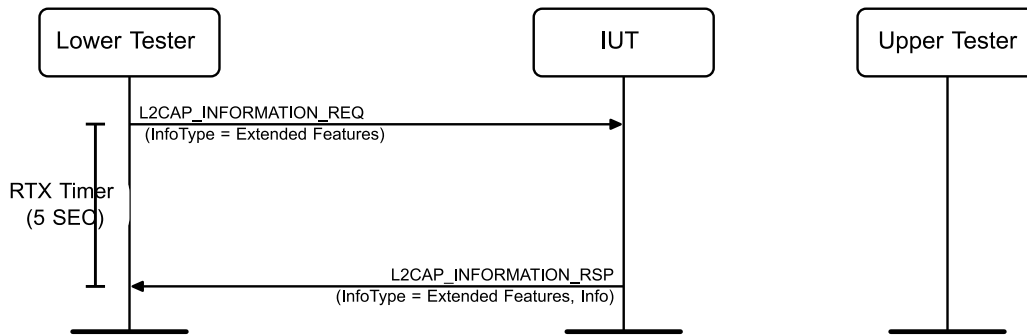 Lower Tester
IUT
Upper Tester
L2CAP_INFORMATION_REQ
(InfoType = Extended Features)
RTX Timer
(5 SEC)
L2CAP_INFORMATION_RSP
(InfoType = Extended Features, Info)